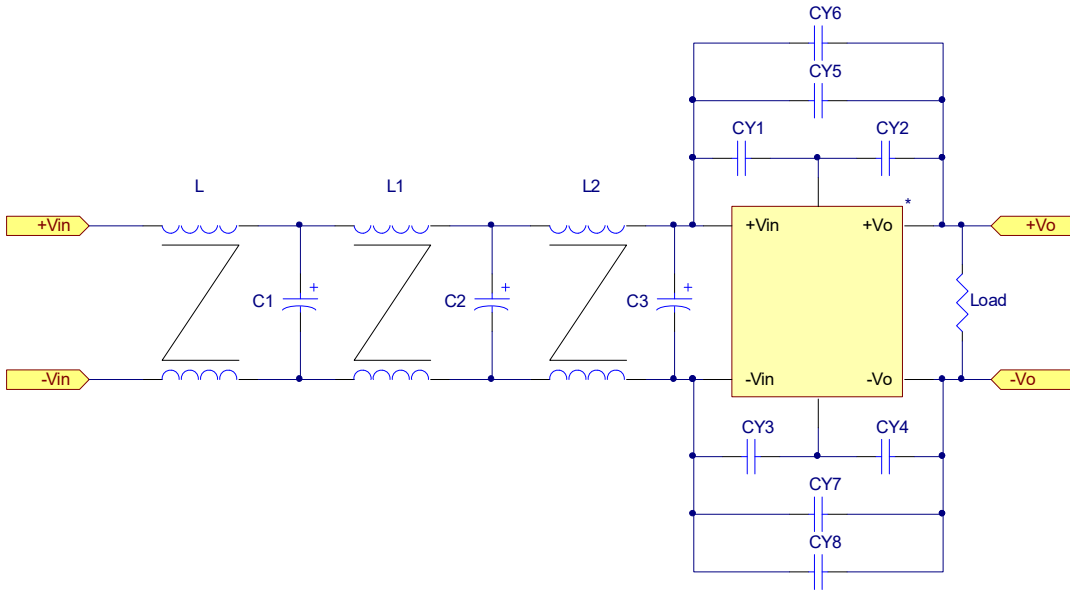 CY6
CY5
CY1 CY2
L L1 L2
*
+Vin +Vin +Vo +Vo
C1 + C2 + C3 + Load
-Vin -Vin -Vo -Vo
CY3 CY4
CY7
CY8